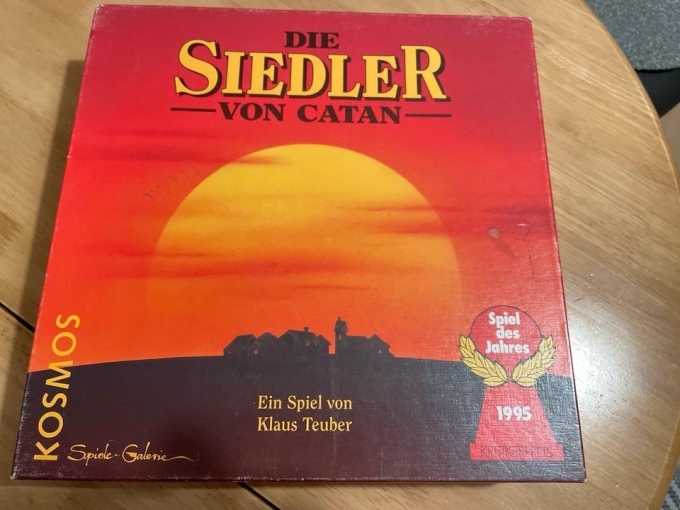 DIE
SIEDLER
VON CATAN
KOSMOS
Spiele-Galerie
Ein Spiel von
Klaus Teuber
Spiel
des
Jahres
1995